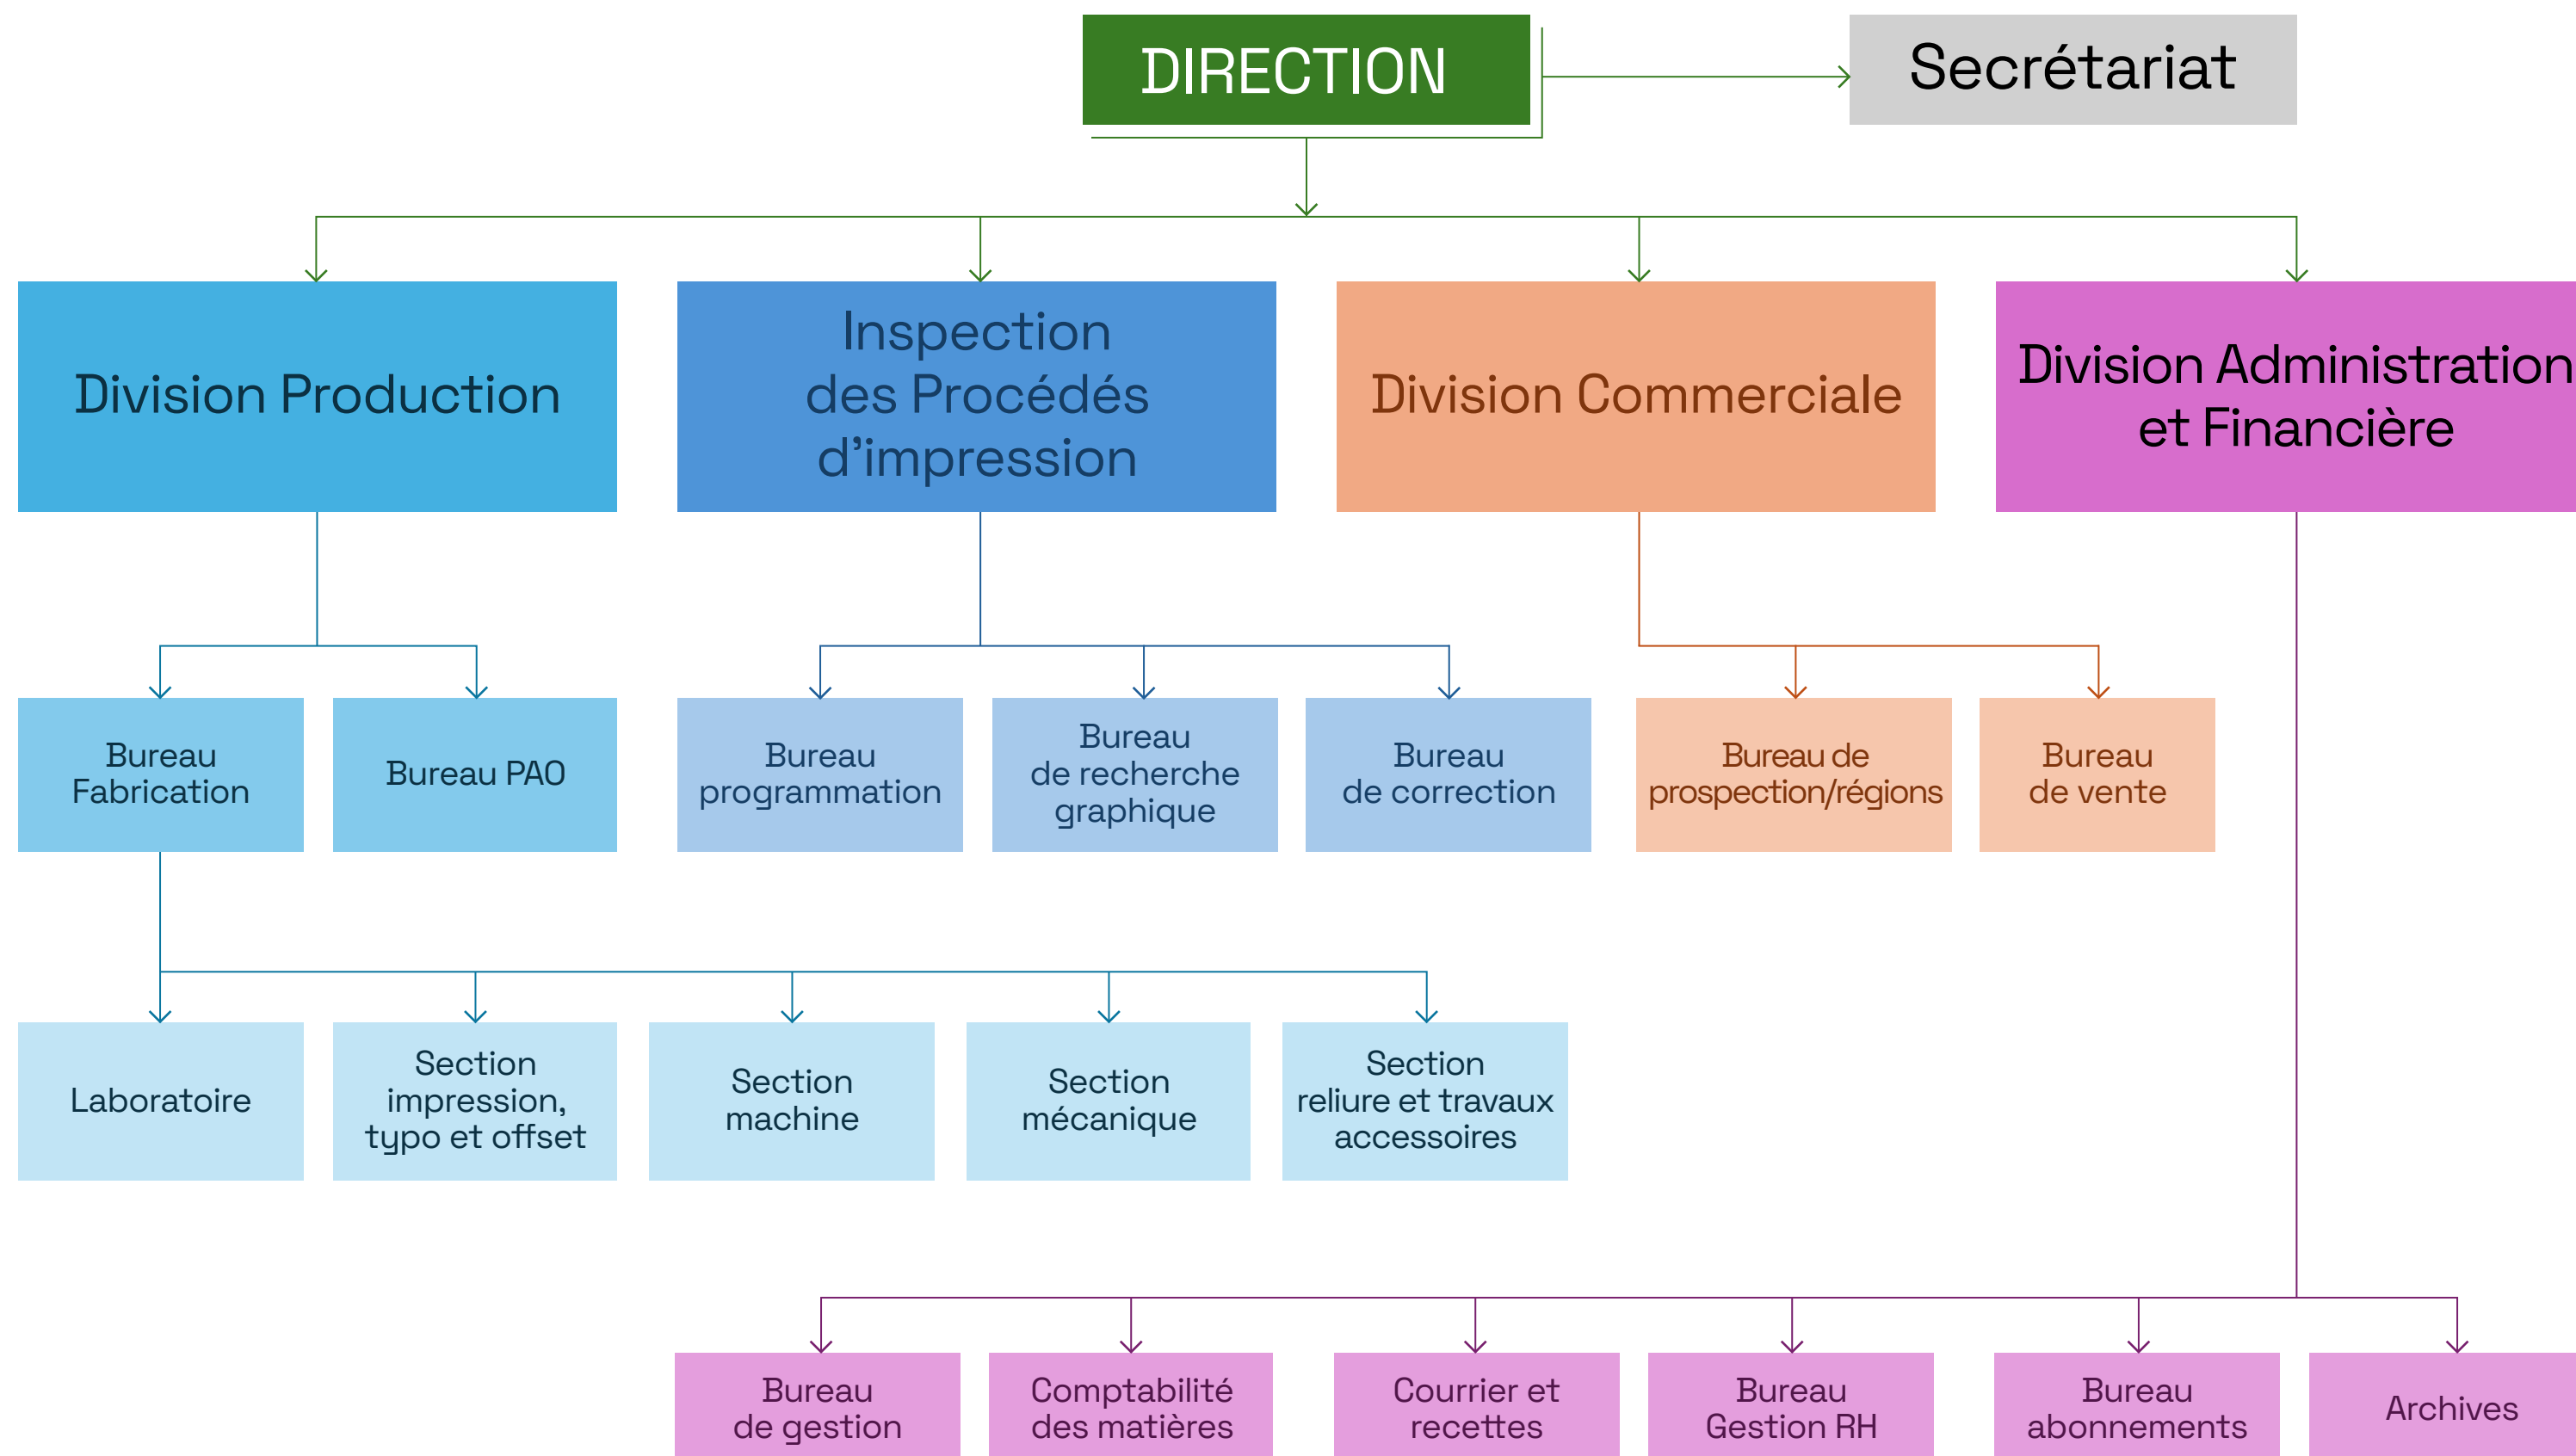 DIRECTION
Secrétariat
Division Production
Inspection
des Procédés
d’impression
Division Commerciale
Division Administration
et Financière
Bureau
Fabrication
Bureau PAO
Bureau
programmation
Bureau
de recherche
graphique
Bureau
de correction
Bureau de
prospection/régions
Bureau
de vente
Laboratoire
Section
impression,
typo et offset
Section
machine
Section
mécanique
Section
reliure et travaux
accessoires
Bureau
de gestion
Comptabilité
des matières
Courrier et
recettes
Bureau
Gestion RH
Bureau
abonnements
Archives